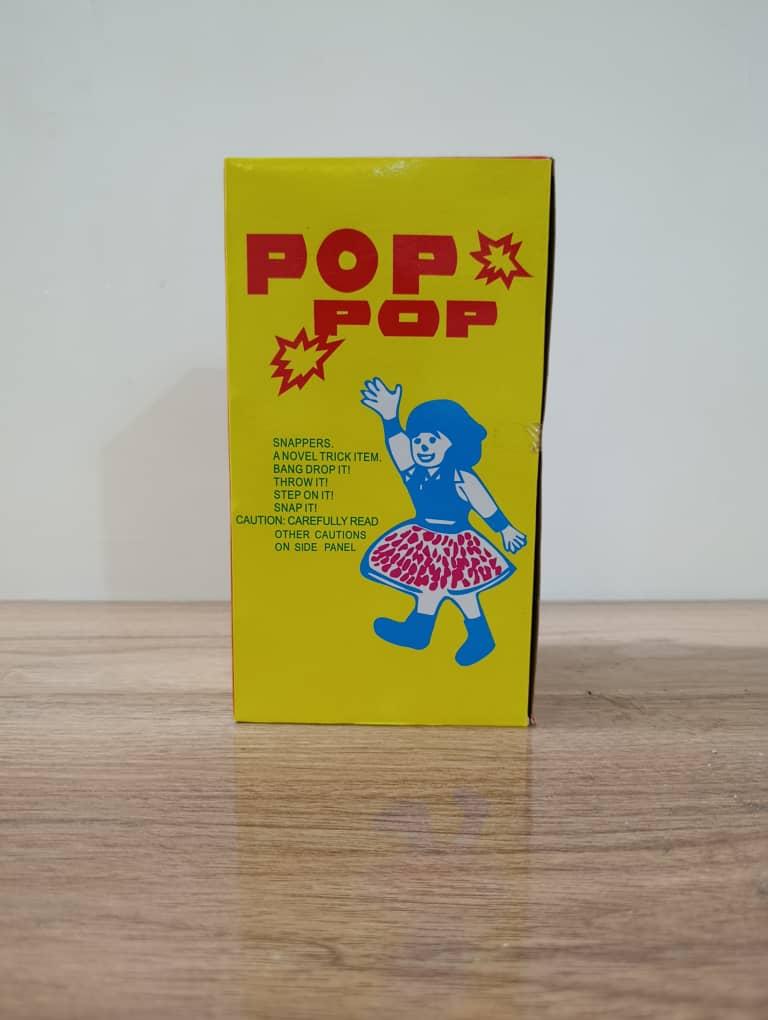 POP
POP
SNAPPERS.
A NOVEL TRICK ITEM.
BANG DROP IT!
THROW IT!
STEP ON IT!
SNAP IT!
CAUTION: CAREFULLY READ
OTHER CAUTIONS
ON SIDE PANEL